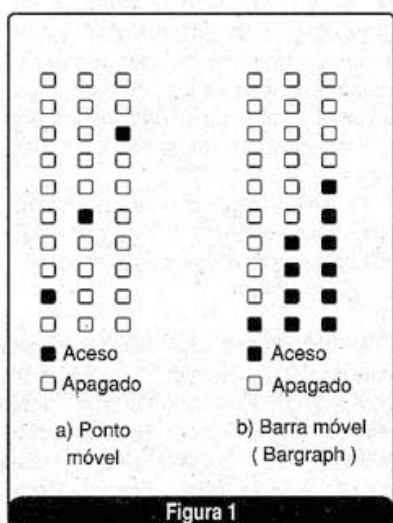 Aceso
Apagado
a) Ponto
móvel
Aceso
Apagado
b) Barra móvel
( Bargraph )
Figura 1